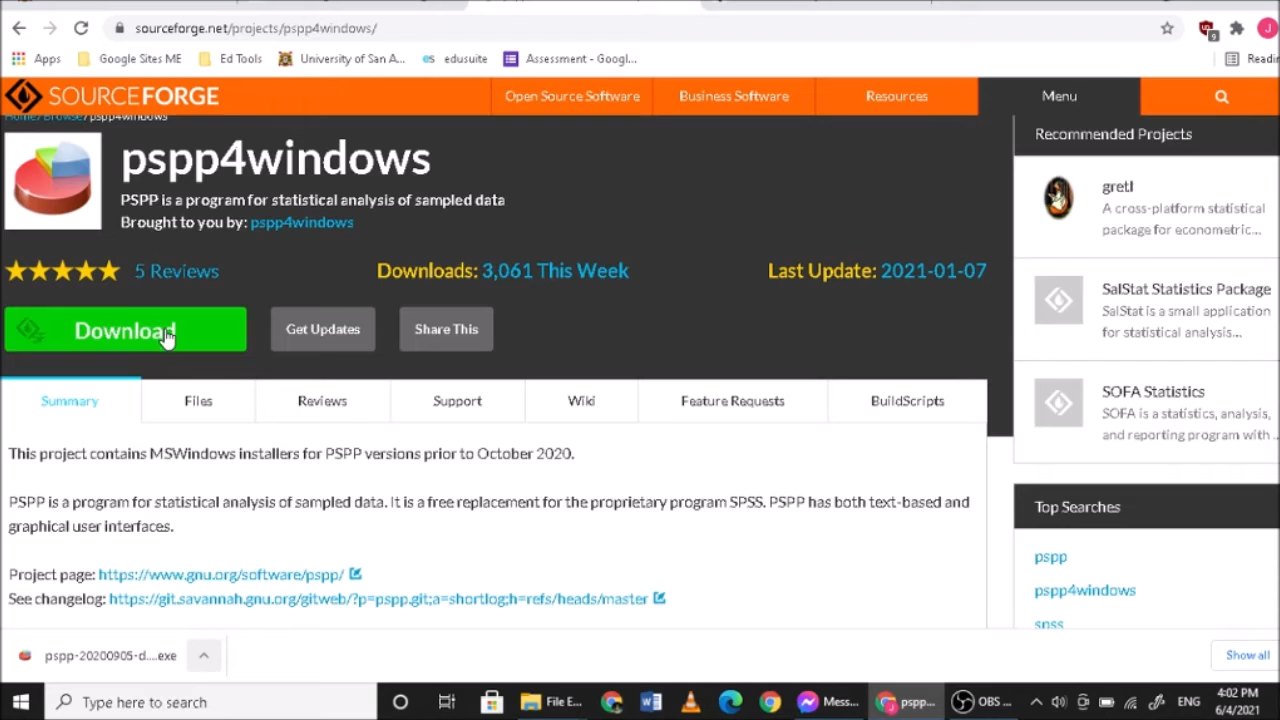 sourceforge.net/projects/pspp4windows/
9
J
Apps
Google Sites ME
Ed Tools
University of San A...
es
edusuite
Assessment - Googl...
SOURCEFORGE
Open Source Software
Business Software
Resources
Menu
Home/Browse/pspp4windows
pspp4windows
PSPP is a program for statistical analysis of sampled data
Brought to you by: pspp4windows
5 Reviews
Downloads: 3,061 This Week
Last Update: 2021-01-07
Download
Get Updates
Share This
Summary
Files
Reviews
Support
Wiki
Feature Requests
BuildScripts
This project contains MSWindows installers for PSPP versions prior to October 2020.
PSPP is a program for statistical analysis of sampled data. It is a free replacement for the proprietary program SPSS. PSPP has both text-based and
graphical user interfaces.
Project page: https://www.gnu.org/software/pspp/
See changelog: https://git.savannah.gnu.org/gitweb/?p=pspp.git;a=shortlog;h=refs/heads/master
Recommended Projects
gretl
A cross-platform statistical
package for econometric...
SalStat Statistics Package
SalStat is a small application
for statistical analysis...
SOFA Statistics
SOFA is a statistics, analysis,
and reporting program with
Top Searches
pspp
pspp4windows
spss
pspp-20200905-d....exe
Show all
Type here to search
File E...
Mess...
pspp...
OBS ...
ENG
4:02 PM
6/4/2021